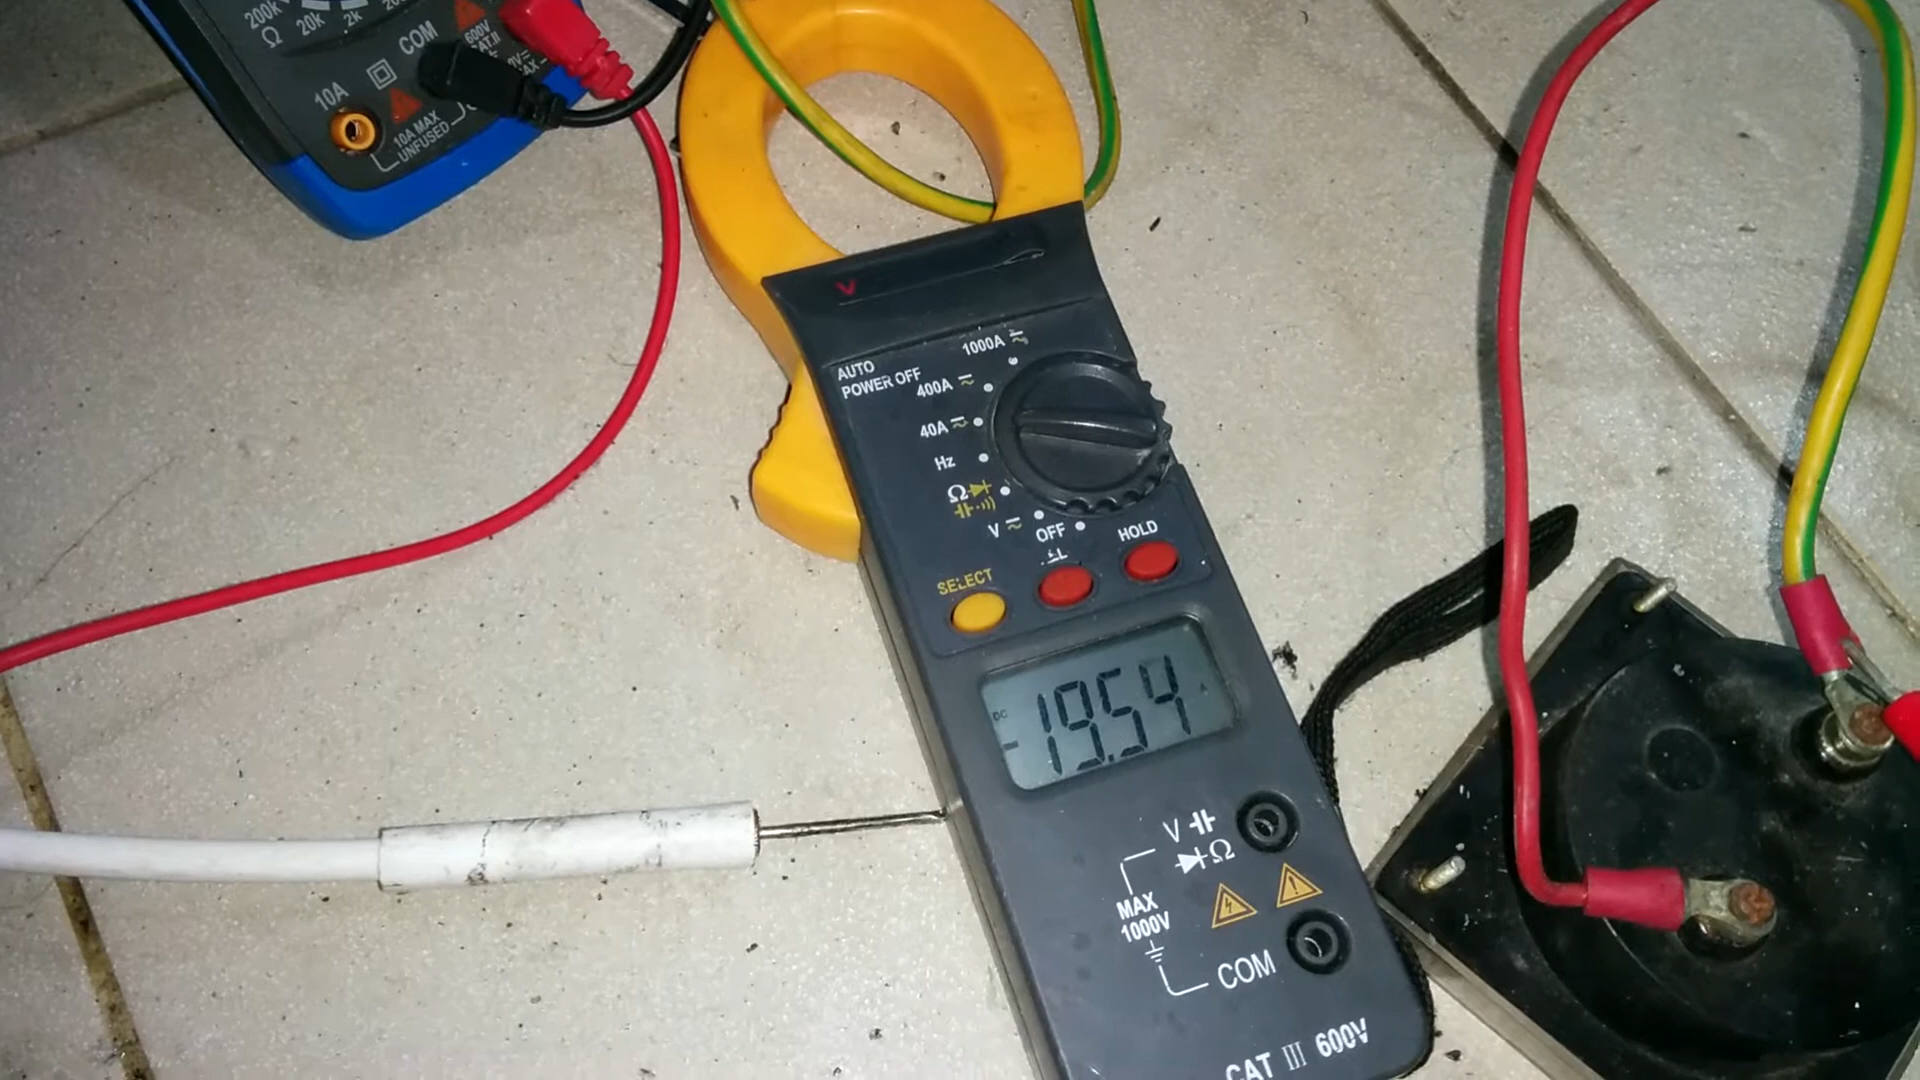 200k
Ω
20k
2k
COM
600V
CAT.II
10A
10A MAX
UNFUSED
V
1000A
AUTO
POWER OFF
400A
40A
Hz
Ω
V
OFF
HOLD
SELECT
DC
-19.54
A
V
Ω
MAX
1000V
COM
CAT III 600V